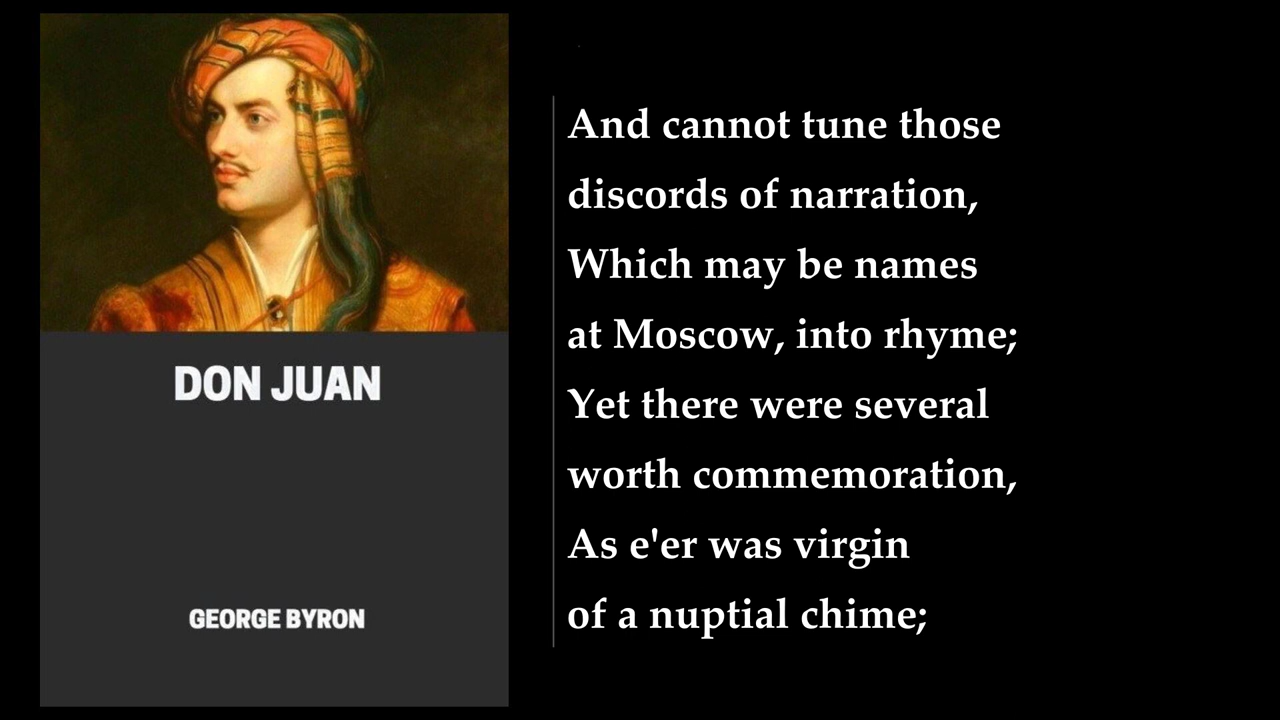 DON JUAN
GEORGE BYRON
And cannot tune those
discords of narration,
Which may be names
at Moscow, into rhyme;
Yet there were several
worth commemoration,
As e'er was virgin
of a nuptial chime;